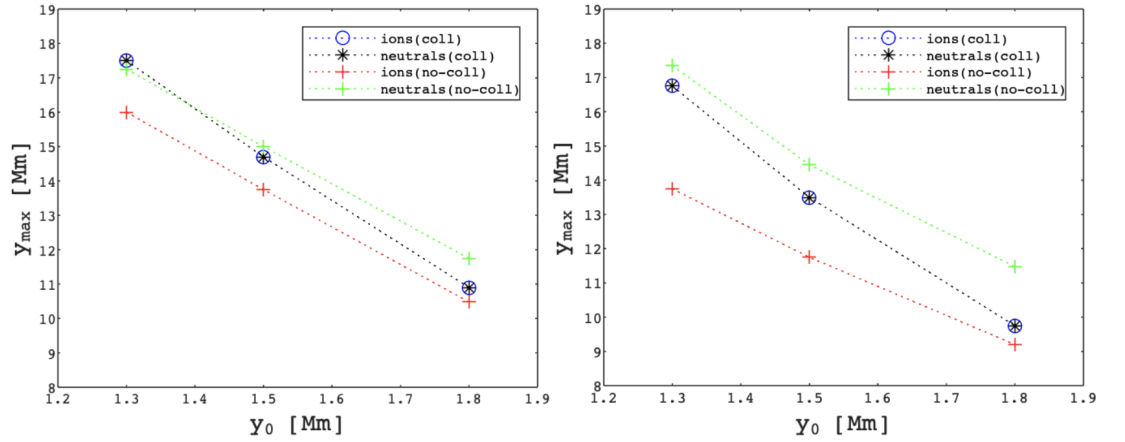 19
18
17
16
15
14
13
12
11
10
9
8
1.2 1.3 1.4 1.5 1.6 1.7 1.8 1.9
y0 [Mm]
ymax [Mm]
ions(coll)
neutrals(coll)
ions(no-coll)
neutrals(no-coll)
19
18
17
16
15
14
13
12
11
10
9
8
1.2 1.3 1.4 1.5 1.6 1.7 1.8 1.9
y0 [Mm]
ymax [Mm]
ions(coll)
neutrals(coll)
ions(no-coll)
neutrals(no-coll)